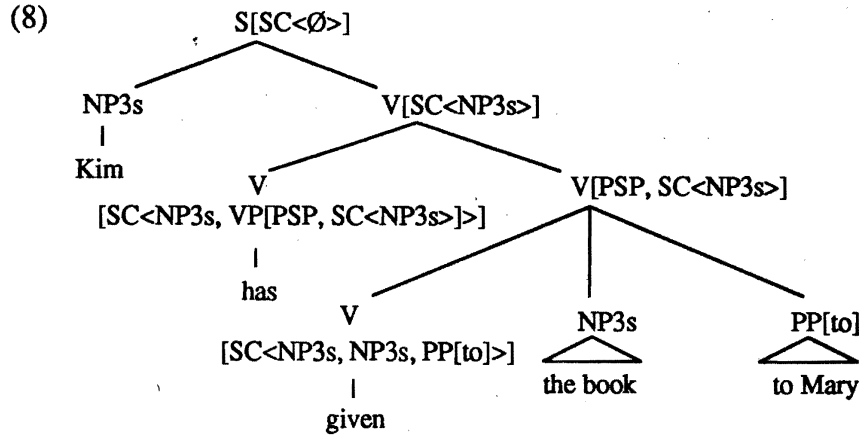 (8)
S[SC<Ø>]
NP3s V[SC<NP3s>]
Kim
V V[PSP, SC<NP3s>]
[SC<NP3s, VP[PSP, SC<NP3s>]>]
has
V NP3s PP[to]
[SC<NP3s, NP3s, PP[to]>]
the book to Mary
given